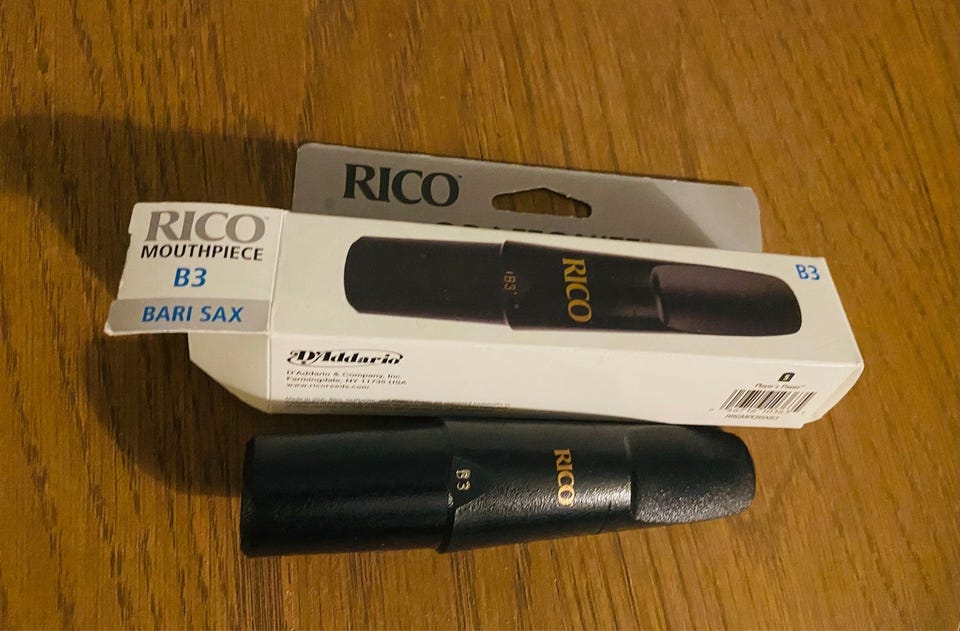 RICO
RICO
MOUTHPIECE
B3
BARI SAX
B3
RICO
B3
D'Addario
D'Addario & Company, Inc.
Farmingdale, NY 11735 USA
www.ricoreeds.com
B3
RICO